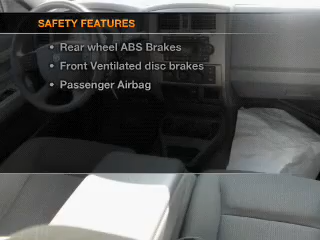 SAFETY FEATURES
• Rear wheel ABS Brakes
• Front Ventilated disc brakes
• Passenger Airbag